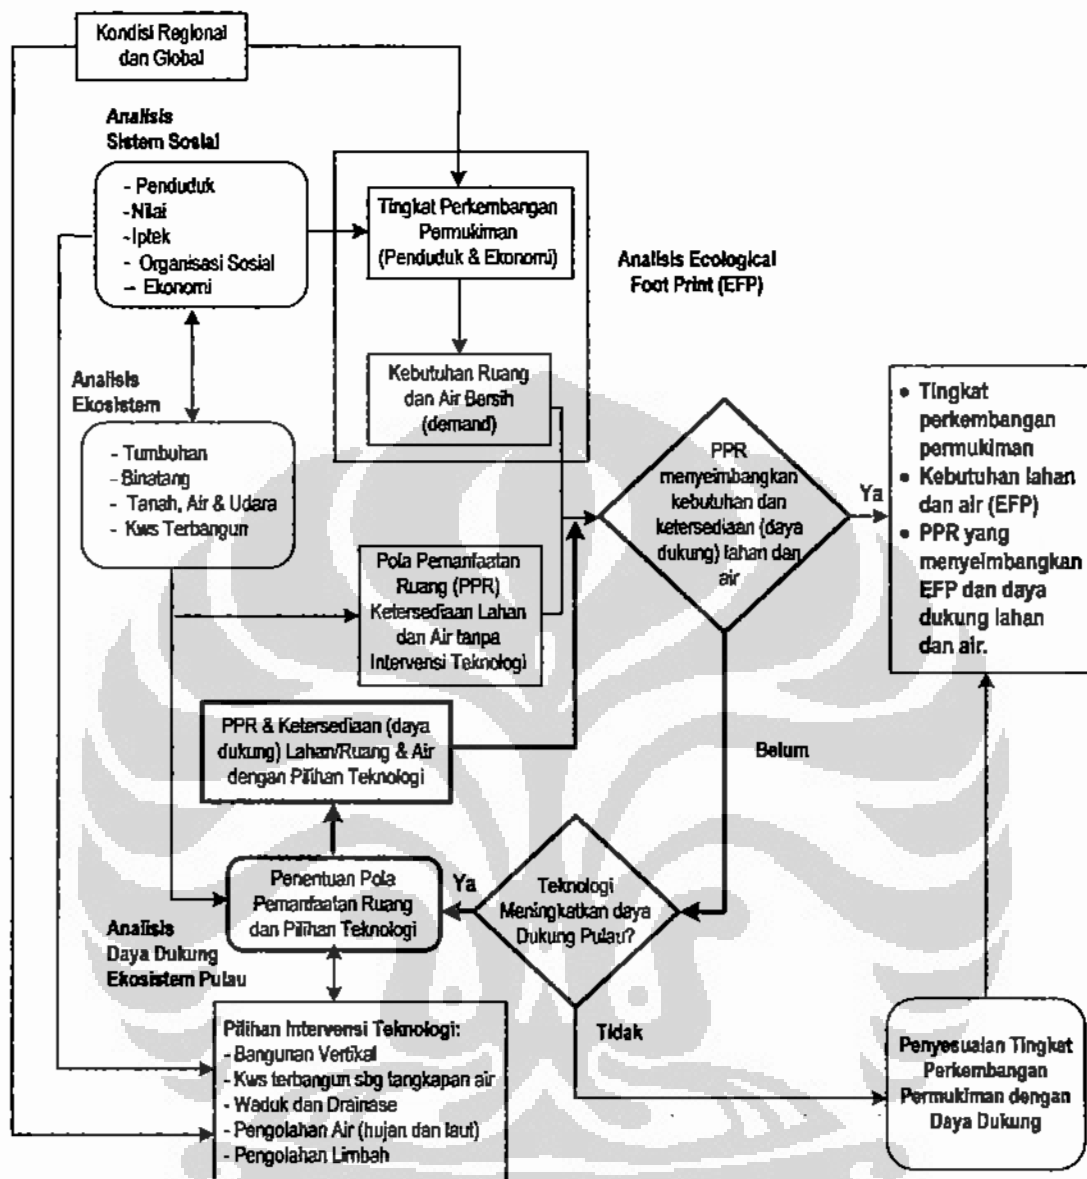 Kondisi Regional
dan Global
Analisis
Sistem Sosial
- Penduduk
- Nilai
- Iptek
- Organisasi Sosial
- Ekonomi
Tingkat Perkembangan
Permukiman
(Penduduk & Ekonomi)
Analisis Ecological
Foot Print (EFP)
Kebutuhan Ruang
dan Air Bersih
(demand)
Analisis
Ekosistem
- Tumbuhan
- Binatang
- Tanah, Air & Udara
- Kws Terbangun
PPR
menyeimbangkan
kebutuhan dan
ketersediaan (daya
dukung) lahan dan
air
Ya
• Tingkat
perkembangan
permukiman
• Kebutuhan lahan
dan air (EFP)
• PPR yang
menyeimbangkan
EFP dan daya
dukung lahan
dan air.
Pola Pemanfaatan
Ruang (PPR)
Ketersediaan Lahan
dan Air tanpa
Intervensi Teknologi
PPR & Ketersediaan (daya
dukung) Lahan/Ruang & Air
dengan Pilihan Teknologi
Belum
Penentuan Pola
Pemanfaatan Ruang
dan Pilihan Teknologi
Ya
Teknologi
Meningkatkan daya
Dukung Pulau?
Analisis
Daya Dukung
Ekosistem Pulau
Tidak
Pilihan Intervensi Teknologi:
- Bangunan Vertikal
- Kws terbangun sbg tangkapan air
- Waduk dan Drainase
- Pengolahan Air (hujan dan laut)
- Pengolahan Limbah
Penyesuaian Tingkat
Perkembangan
Permukiman dengan
Daya Dukung